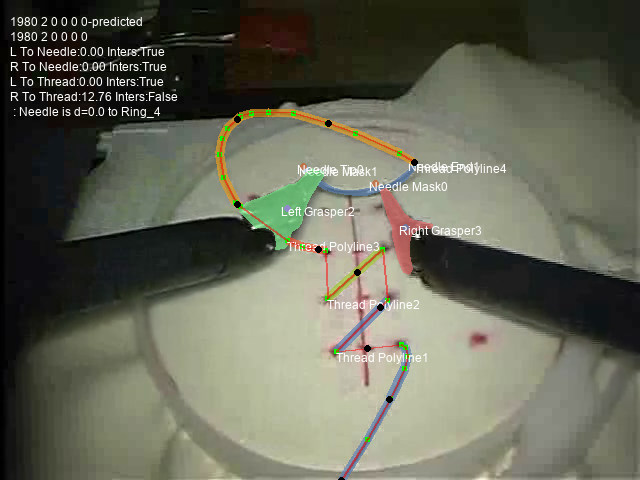 1980 2 0 0 0 0-predicted
1980 2 0 0 0 0
L To Needle:0.00 Inters:True
R To Needle:0.00 Inters:True
L To Thread:0.00 Inters:True
R To Thread:12.76 Inters:False
: Needle is d=0.0 to Ring_4
Needle Tip0
Needle Mask1
Needle End1
Thread Polyline4
Needle Mask0
Left Grasper2
Right Grasper3
Thread Polyline3
Thread Polyline2
Thread Polyline1